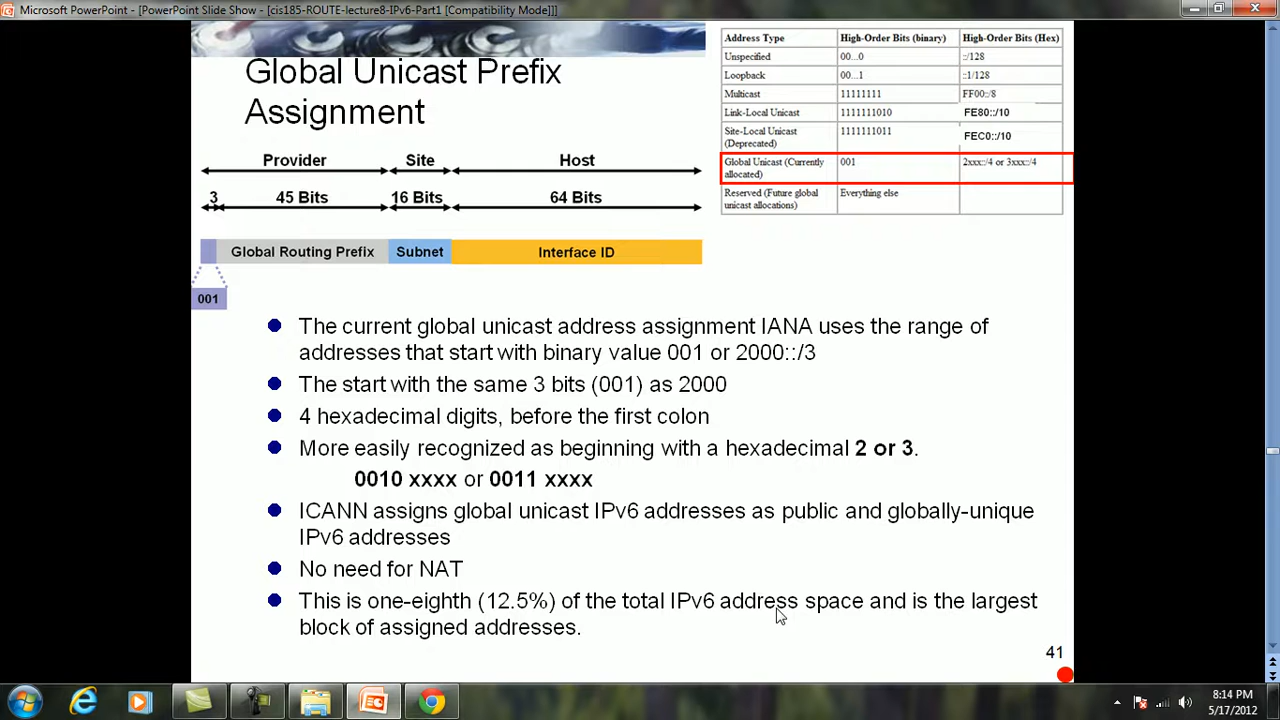 Microsoft PowerPoint - [PowerPoint Slide Show - [cis185-ROUTE-lecture8-IPv6-Part1 [Compatibility Mode]]]
Global Unicast Prefix
Assignment
Address Type High-Order Bits (binary) High-Order Bits (Hex)
Unspecified 00...0 ::/128
Loopback 00...1 ::1/128
Multicast 11111111 FF00::/8
Link-Local Unicast 1111111010 FE80::/10
Site-Local Unicast 1111111011 FEC0::/10
(Deprecated)
Global Unicast (Currently 001 2xxx::/4 or 3xxx::/4
allocated)
Reserved (Future global Everything else
unicast allocations)
Provider Site Host
3 45 Bits 16 Bits 64 Bits
Global Routing Prefix Subnet Interface ID
001
The current global unicast address assignment IANA uses the range of
addresses that start with binary value 001 or 2000::/3
The start with the same 3 bits (001) as 2000
4 hexadecimal digits, before the first colon
More easily recognized as beginning with a hexadecimal 2 or 3.
0010 xxxx or 0011 xxxx
ICANN assigns global unicast IPv6 addresses as public and globally-unique
IPv6 addresses
No need for NAT
This is one-eighth (12.5%) of the total IPv6 address space and is the largest
block of assigned addresses.
41
8:14 PM
5/17/2012